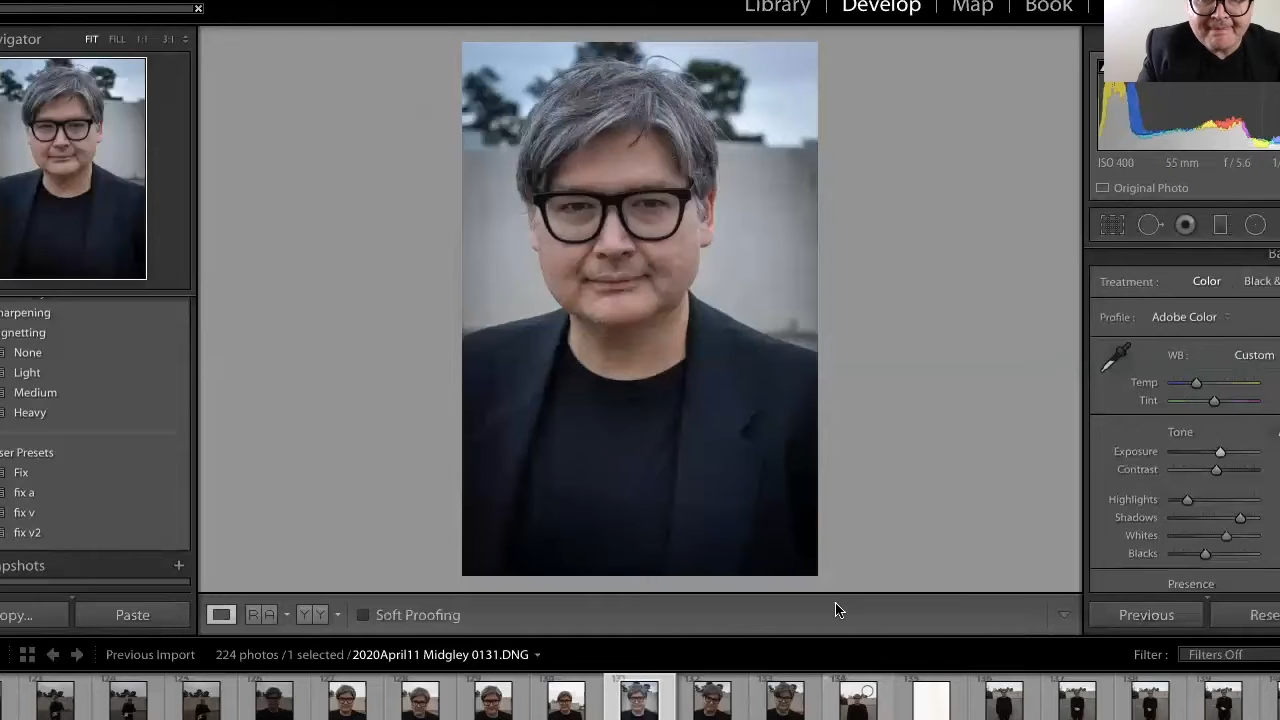 Library | Develop | Map | Book |
vigator FIT FILL 1:1 3:1
ISO 400 55 mm f / 5.6
Original Photo
Treatment : Color Black &
Profile : Adobe Color
WB : Custom
Temp
Tint
Tone
Exposure
Contrast
Highlights
Shadows
Whites
Blacks
Presence
harpening
gnetting
None
Light
Medium
Heavy
ser Presets
Fix
fix a
fix v
fix v2
apshots +
opy... Paste
R A Y Y Soft Proofing
Previous Rese
Previous Import 224 photos / 1 selected / 2020April11 Midgley 0131.DNG
Filter : Filters Off